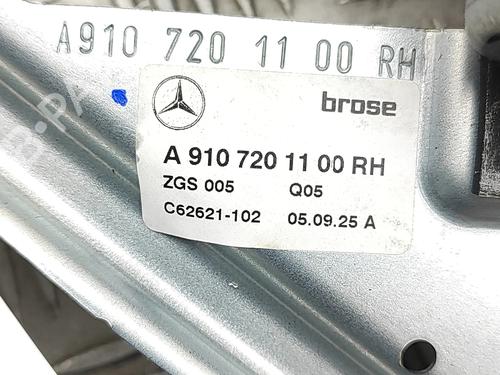 A910 720 11 00 RH
brose
A 910 720 11 00 RH
ZGS 005 Q05
C62621-102 05.09.25 A